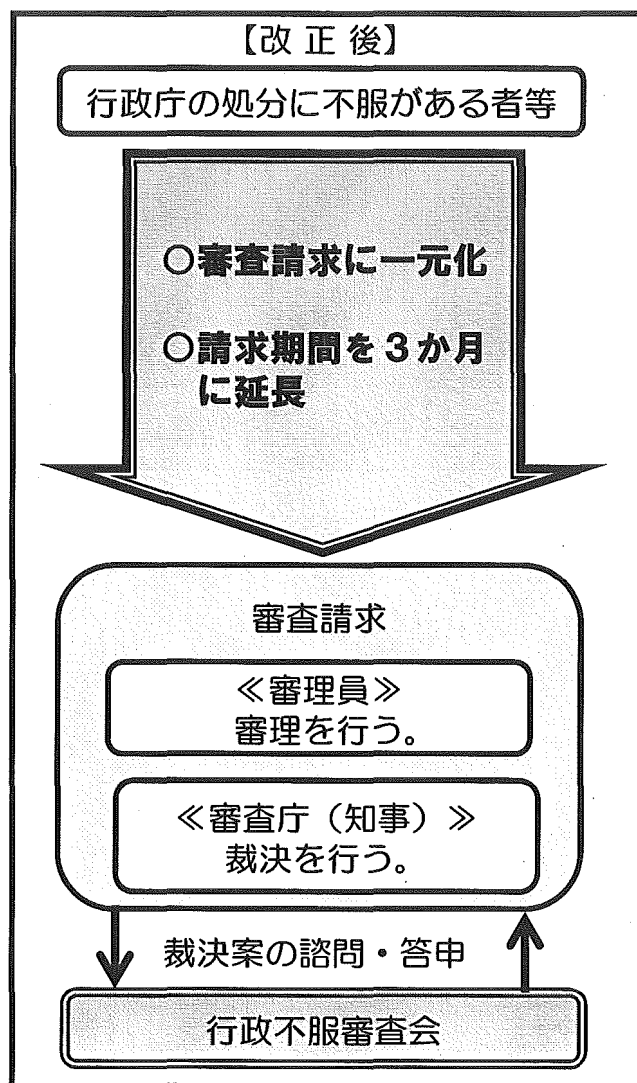 【改正後】
行政庁の処分に不服がある者等
○審査請求に一元化
○請求期間を３か月
に延長
審査請求
≪審理員≫
審理を行う。
≪審査庁（知事）≫
裁決を行う。
裁決案の諮問・答申
行政不服審査会